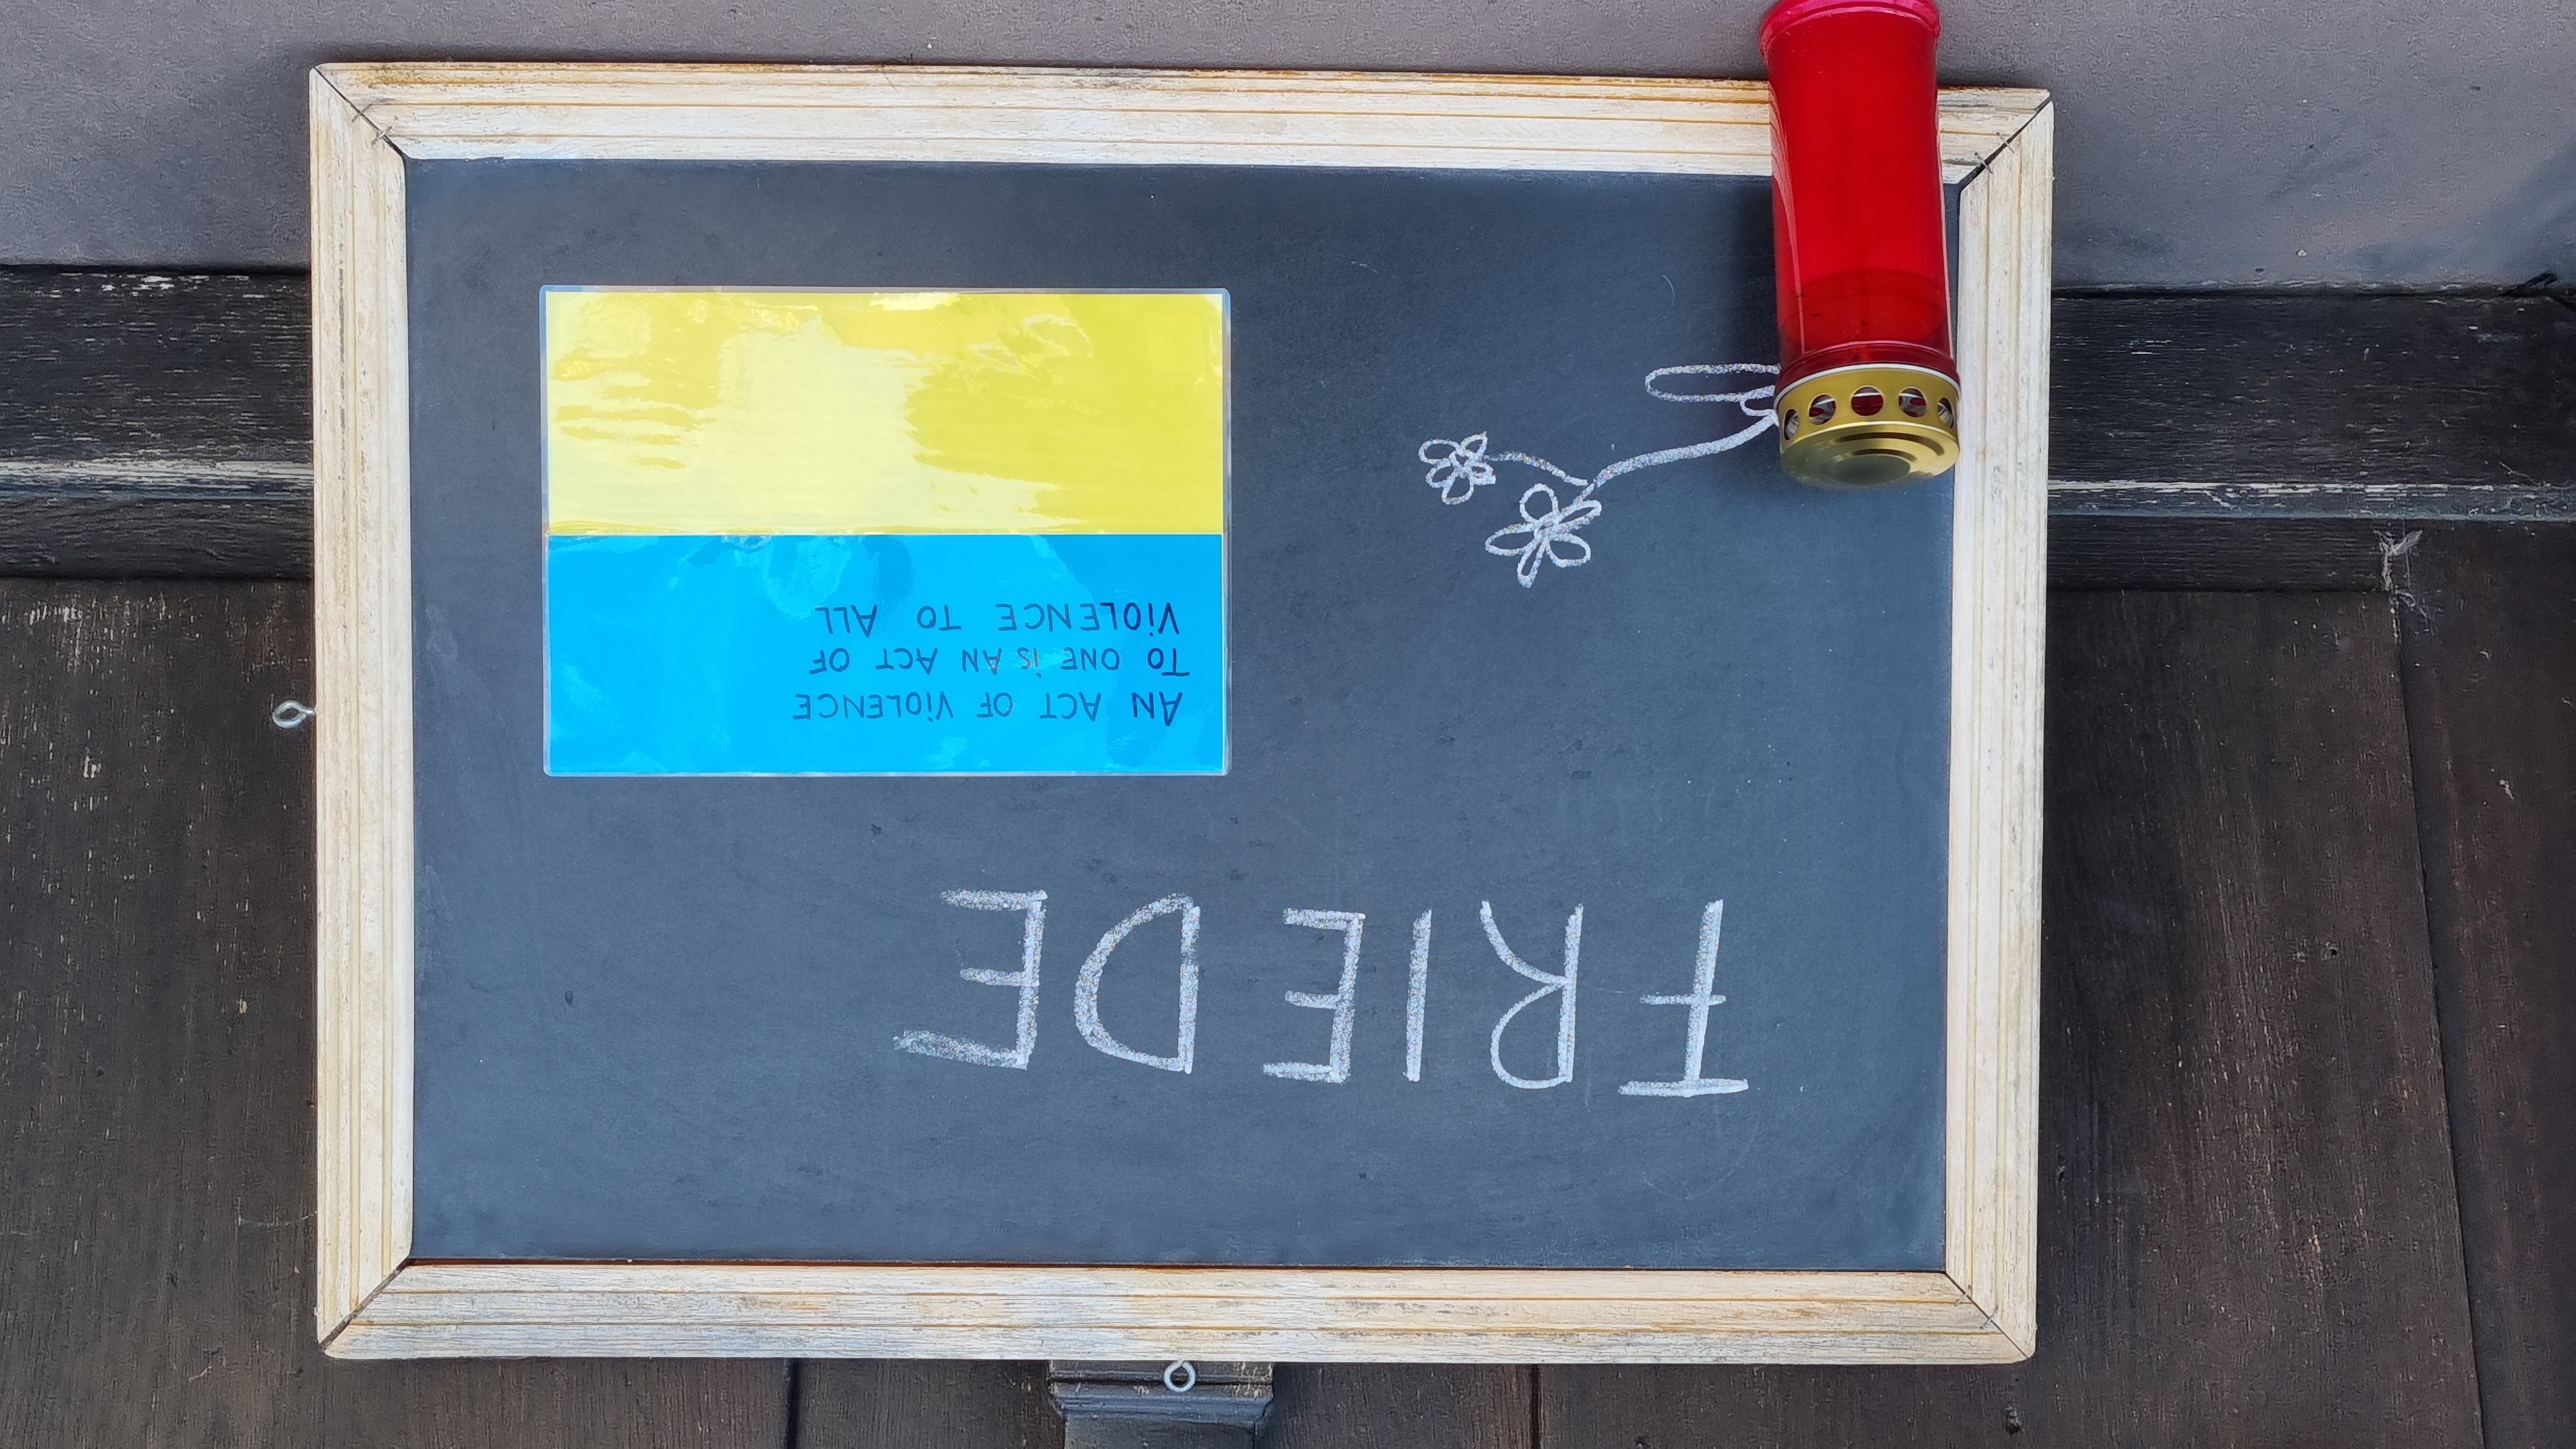 FRIEDE
AN ACT OF ViOLENCE
TO ONE iS AN ACT OF
ViOLENCE TO ALL